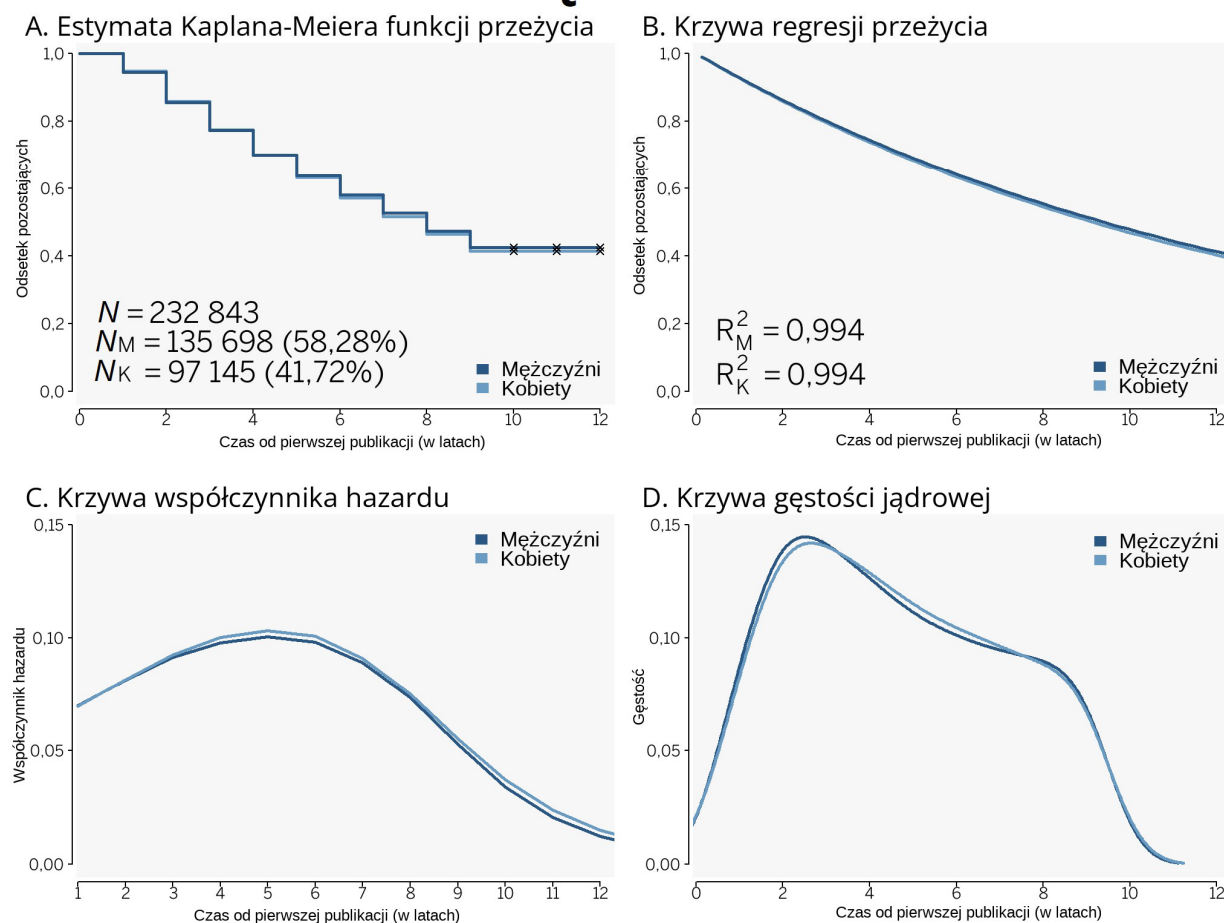 A. Estymata Kaplana-Meiera funkcji przeżycia
1,0
0,8
0,6
0,4
0,2
0,0
Odsetek pozostających
N = 232 843
NM = 135 698 (58,28%)
NK = 97 145 (41,72%)
Mężczyźni
Kobiety
0 2 4 6 8 10 12
Czas od pierwszej publikacji (w latach)
B. Krzywa regresji przeżycia
1,0
0,8
0,6
0,4
0,2
0,0
Odsetek pozostających
R²M = 0,994
R²K = 0,994
Mężczyźni
Kobiety
0 2 4 6 8 10 12
Czas od pierwszej publikacji (w latach)
C. Krzywa współczynnika hazardu
0,15
0,10
0,05
0,00
Współczynnik hazardu
Mężczyźni
Kobiety
1 2 3 4 5 6 7 8 9 10 11 12
Czas od pierwszej publikacji (w latach)
D. Krzywa gęstości jądrowej
0,15
0,10
0,05
0,00
Gęstość
Mężczyźni
Kobiety
0 2 4 6 8 10 12
Czas od pierwszej publikacji (w latach)